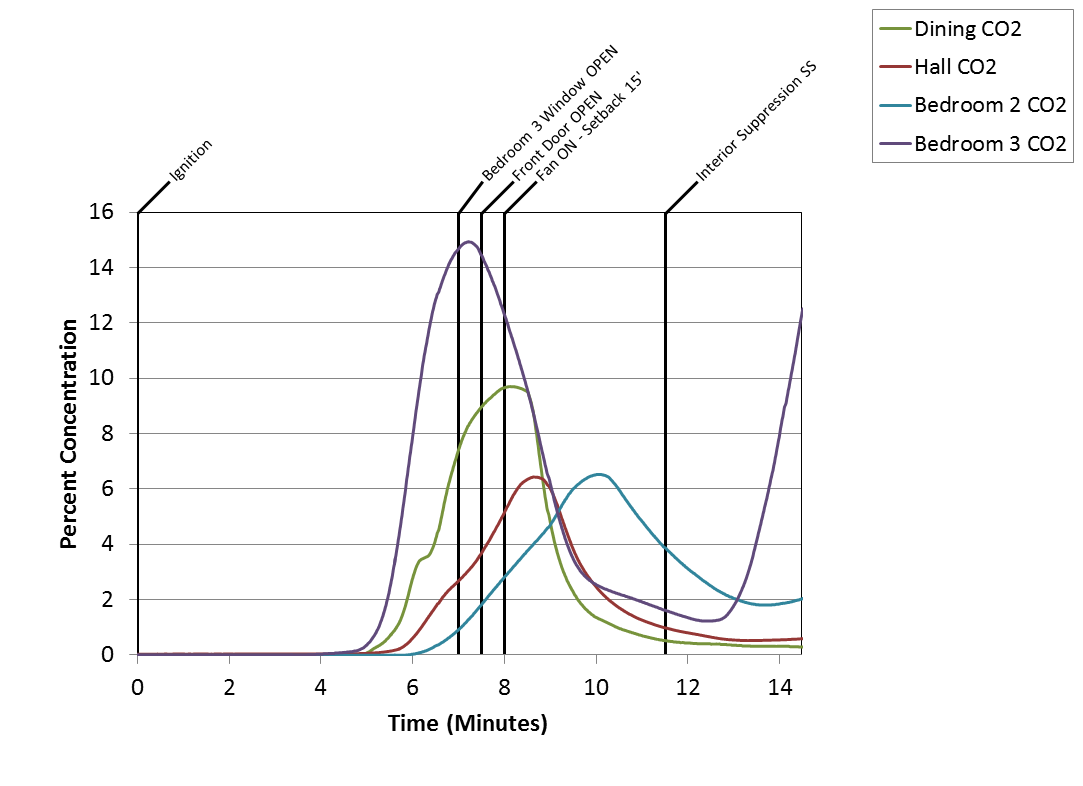 Dining CO2
Hall CO2
Bedroom 2 CO2
Bedroom 3 CO2
Ignition
Bedroom 3 Window OPEN
Front Door OPEN
Fan ON - Setback 15'
Interior Suppression SS
16
14
12
10
8
6
4
2
0
Percent Concentration
0 2 4 6 8 10 12 14
Time (Minutes)